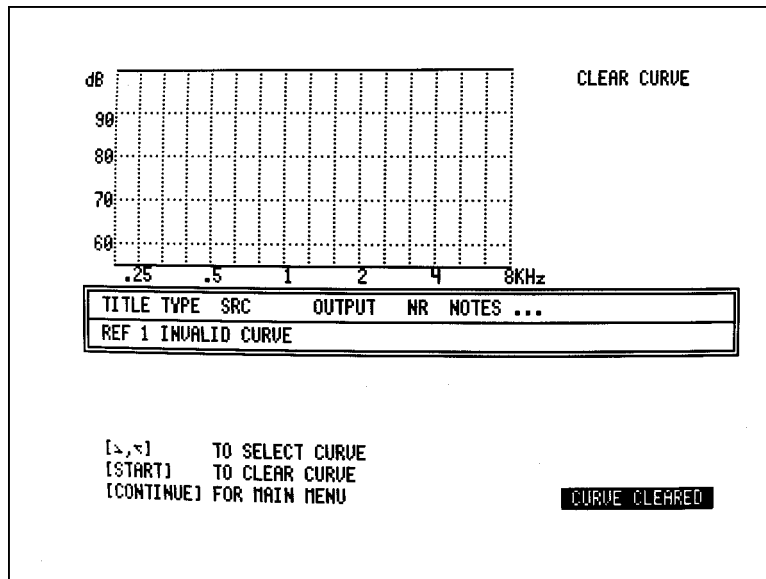 dB
CLEAR CURVE
90
80
70
60
.25 .5 1 2 4 8KHz
TITLE TYPE SRC OUTPUT NR NOTES ...
REF 1 INVALID CURVE
TO SELECT CURVE
[START] TO CLEAR CURVE
[CONTINUE] FOR MAIN MENU
CURVE CLEARED